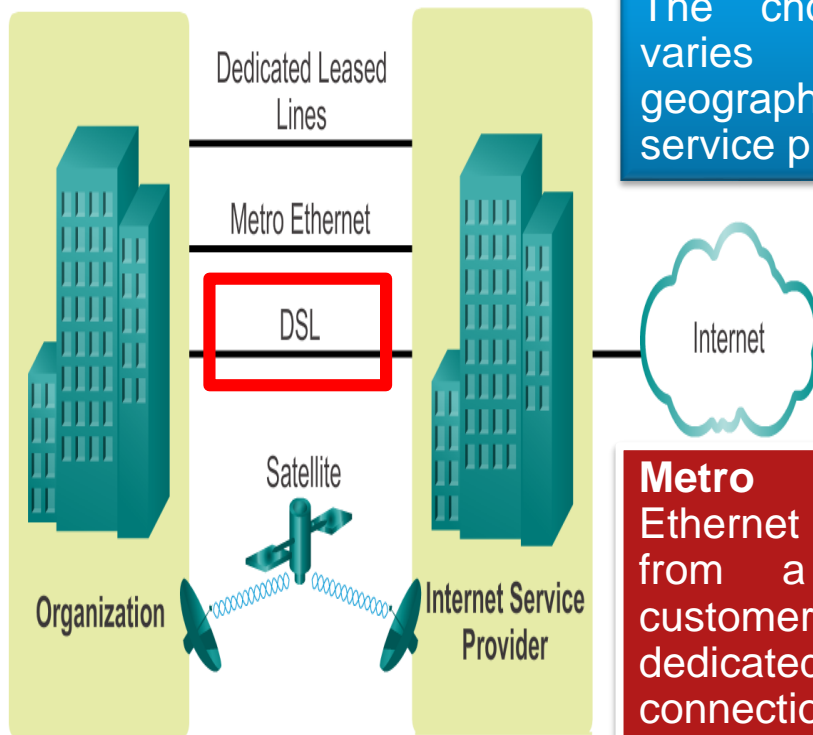 Dedicated Leased
Lines
Metro Ethernet
DSL
Satellite
Organization
Internet Service
Provider
Internet
The
varies
geograph
service p
Metro
Ethernet
from a
customer
dedicated
connectio